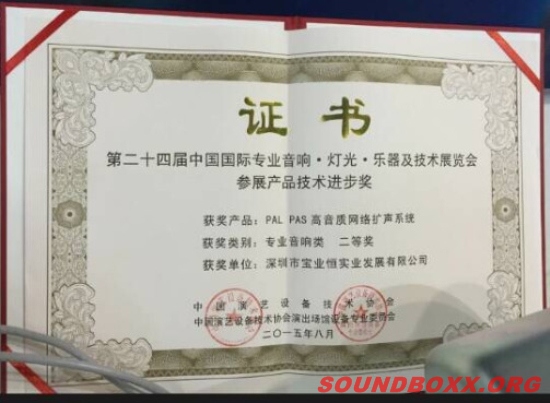 证书
第二十四届中国国际专业音响·灯光·乐器及技术展览会
参展产品技术进步奖
获奖产品：PAL PAS高音质网络扩声系统
获奖类别：专业音响类 二等奖
获奖单位：深圳市宝业恒实业发展有限公司
中国演艺设备技术协会
中国演艺设备技术协会演出场馆设备专业委员会
二〇一五年八月
SOUNDBOXX.ORG